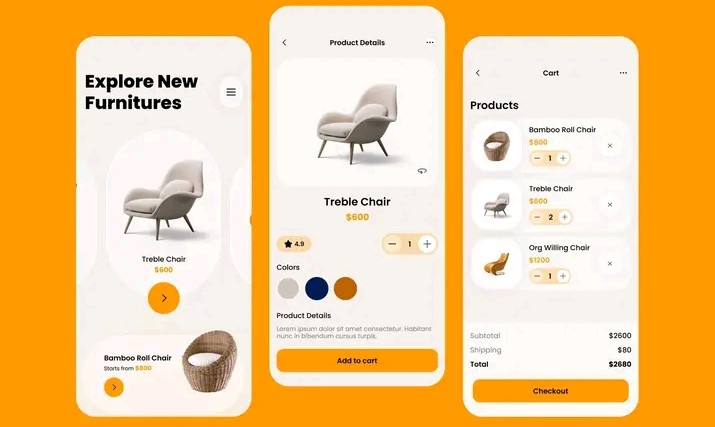 Explore New
Furnitures
Treble Chair
$600
Bamboo Roll Chair
Starts from $800
Product Details
Treble Chair
$600
4.9
1
Colors
Product Details
Lorem ipsum dolor sit amet consectetur. Habitant
nunc in bibendum cursus turpis.
Add to cart
Cart
Products
Bamboo Roll Chair
$800
1
Treble Chair
$600
2
Org Willing Chair
$1200
1
Subtotal $2600
Shipping $80
Total $2680
Checkout